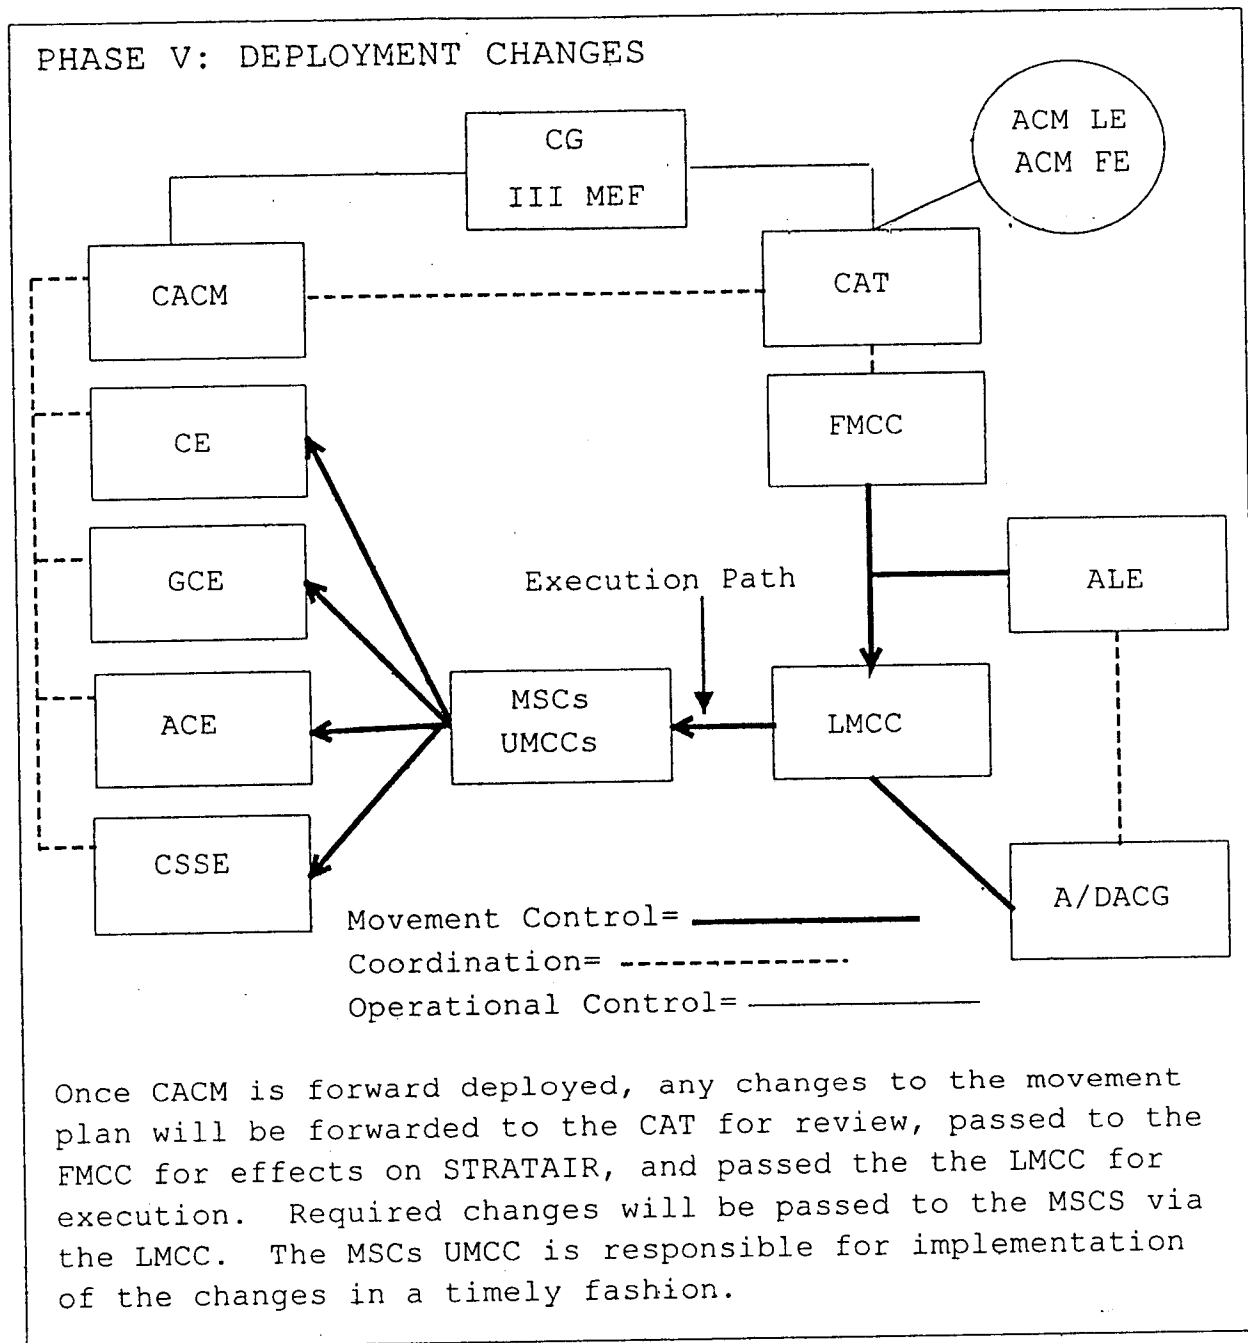 PHASE V: DEPLOYMENT CHANGES
CG
III MEF
ACM LE
ACM FE
CACM
CAT
CE
FMCC
GCE
Execution Path
ALE
ACE
MSCs
UMCCs
LMCC
CSSE
A/DACG
Movement Control=
Coordination=
Operational Control=
Once CACM is forward deployed, any changes to the movement
plan will be forwarded to the CAT for review, passed to the
FMCC for effects on STRATAIR, and passed the the LMCC for
execution. Required changes will be passed to the MSCS via
the LMCC. The MSCs UMCC is responsible for implementation
of the changes in a timely fashion.